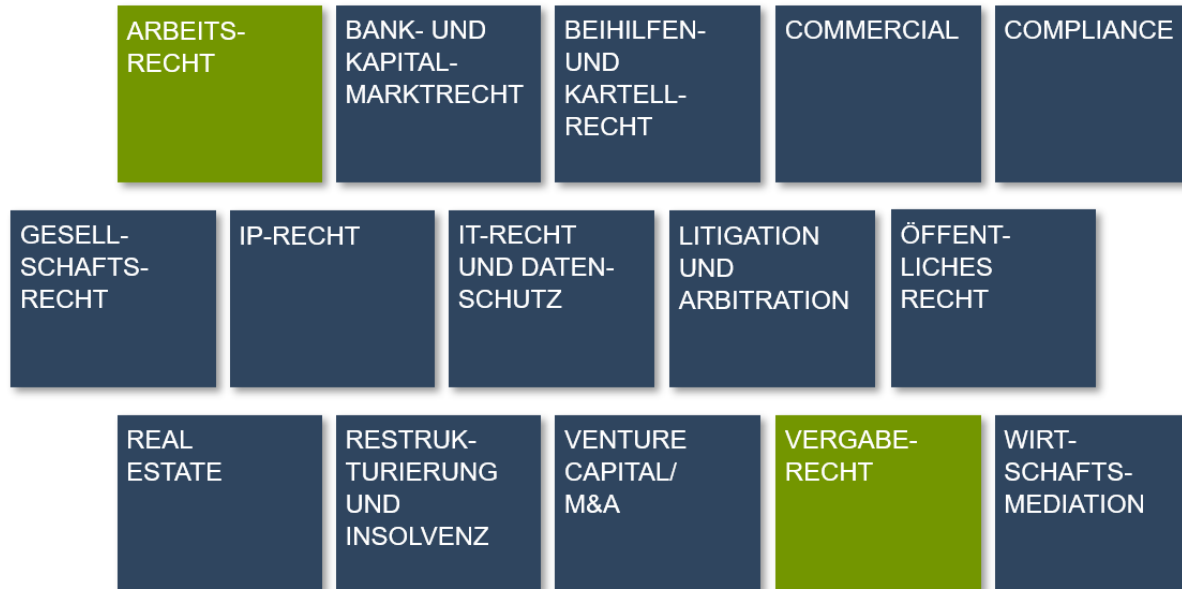 ARBEITS-
RECHT
BANK- UND
KAPITAL-
MARKTRECHT
BEIHILFEN-
UND
KARTELL-
RECHT
COMMERCIAL
COMPLIANCE
GESELL-
SCHAFTS-
RECHT
IP-RECHT
IT-RECHT
UND DATEN-
SCHUTZ
LITIGATION
UND
ARBITRATION
ÖFFENT-
LICHES
RECHT
REAL
ESTATE
RESTRUK-
TURIERUNG
UND
INSOLVENZ
VENTURE
CAPITAL/
M&A
VERGABE-
RECHT
WIRT-
SCHAFTS-
MEDIATION